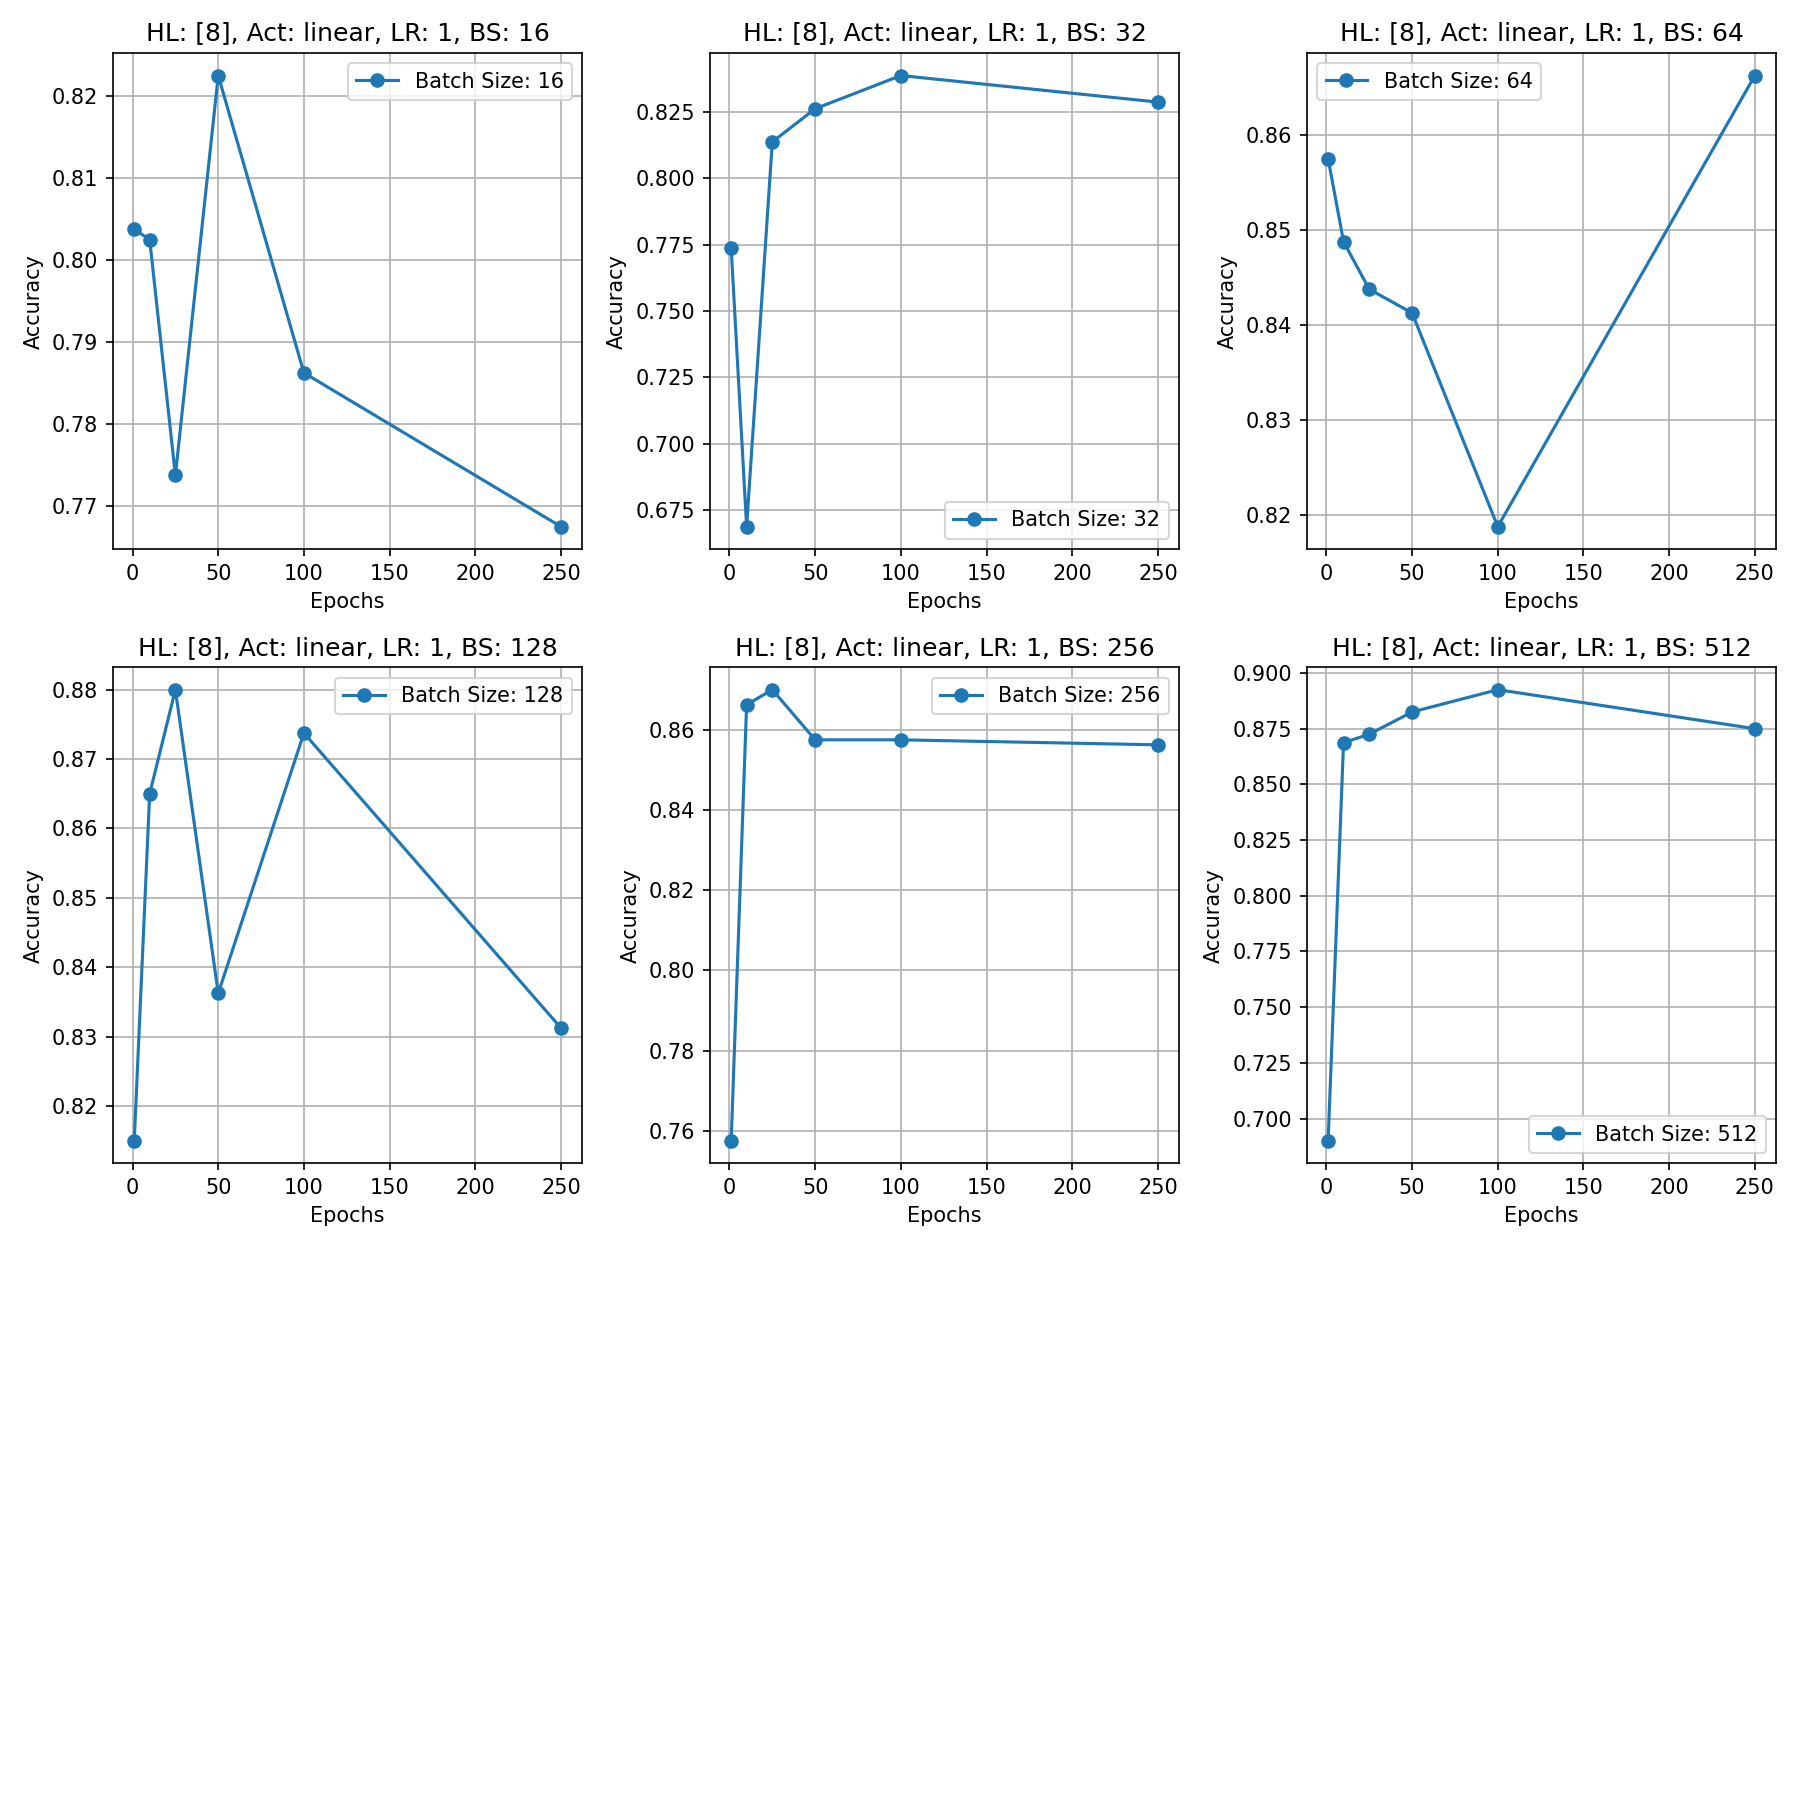 HL: [8], Act: linear, LR: 1, BS: 16
Batch Size: 16
Accuracy
0.82
0.81
0.80
0.79
0.78
0.77
0 50 100 150 200 250
Epochs
HL: [8], Act: linear, LR: 1, BS: 32
Batch Size: 32
Accuracy
0.825
0.800
0.775
0.750
0.725
0.700
0.675
0 50 100 150 200 250
Epochs
HL: [8], Act: linear, LR: 1, BS: 64
Batch Size: 64
Accuracy
0.86
0.85
0.84
0.83
0.82
0 50 100 150 200 250
Epochs
HL: [8], Act: linear, LR: 1, BS: 128
Batch Size: 128
Accuracy
0.88
0.87
0.86
0.85
0.84
0.83
0.82
0 50 100 150 200 250
Epochs
HL: [8], Act: linear, LR: 1, BS: 256
Batch Size: 256
Accuracy
0.86
0.84
0.82
0.80
0.78
0.76
0 50 100 150 200 250
Epochs
HL: [8], Act: linear, LR: 1, BS: 512
Batch Size: 512
Accuracy
0.900
0.875
0.850
0.825
0.800
0.775
0.750
0.725
0.700
0 50 100 150 200 250
Epochs